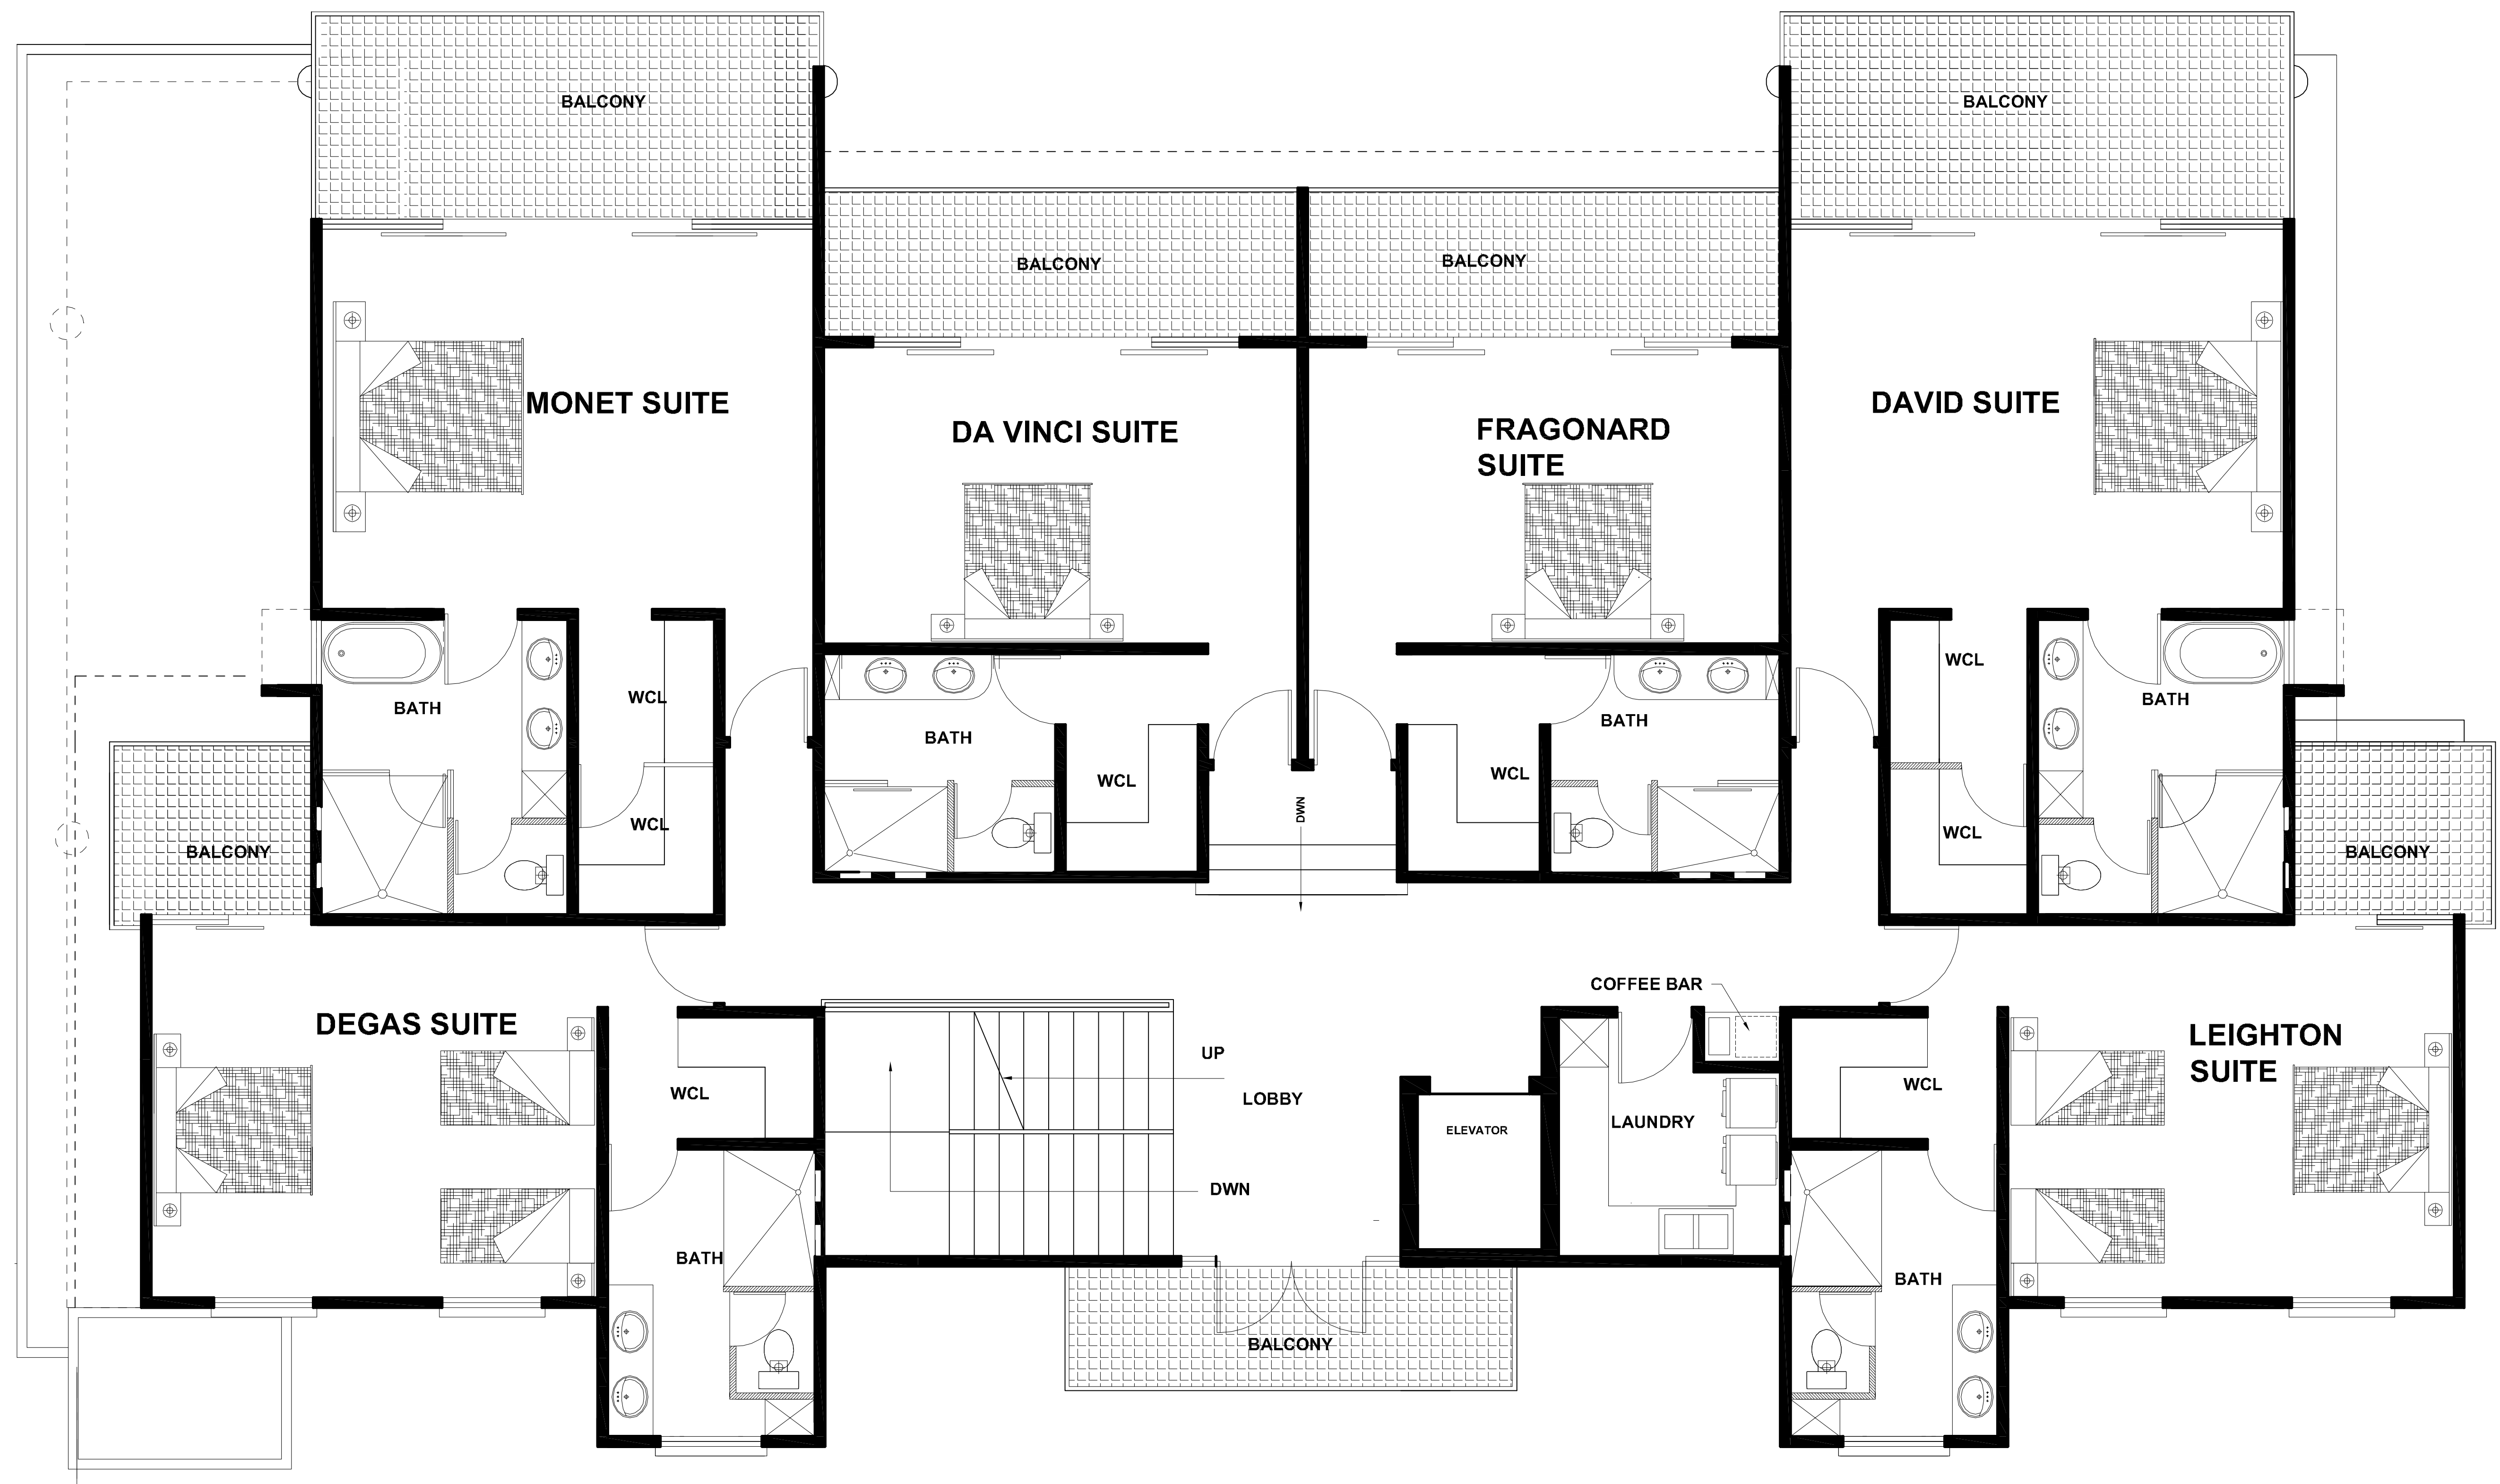 BALCONY
BALCONY
BALCONY
BALCONY
MONET SUITE
DAVID SUITE
DA VINCI SUITE
FRAGONARD
SUITE
WCL
WCL
BATH
BATH
BATH
BATH
WCL
WCL
DWN
WCL
WCL
BALCONY
BALCONY
COFFEE BAR
DEGAS SUITE
LEIGHTON
SUITE
UP
WCL
LOBBY
WCL
LAUNDRY
ELEVATOR
DWN
BATH
BATH
BALCONY